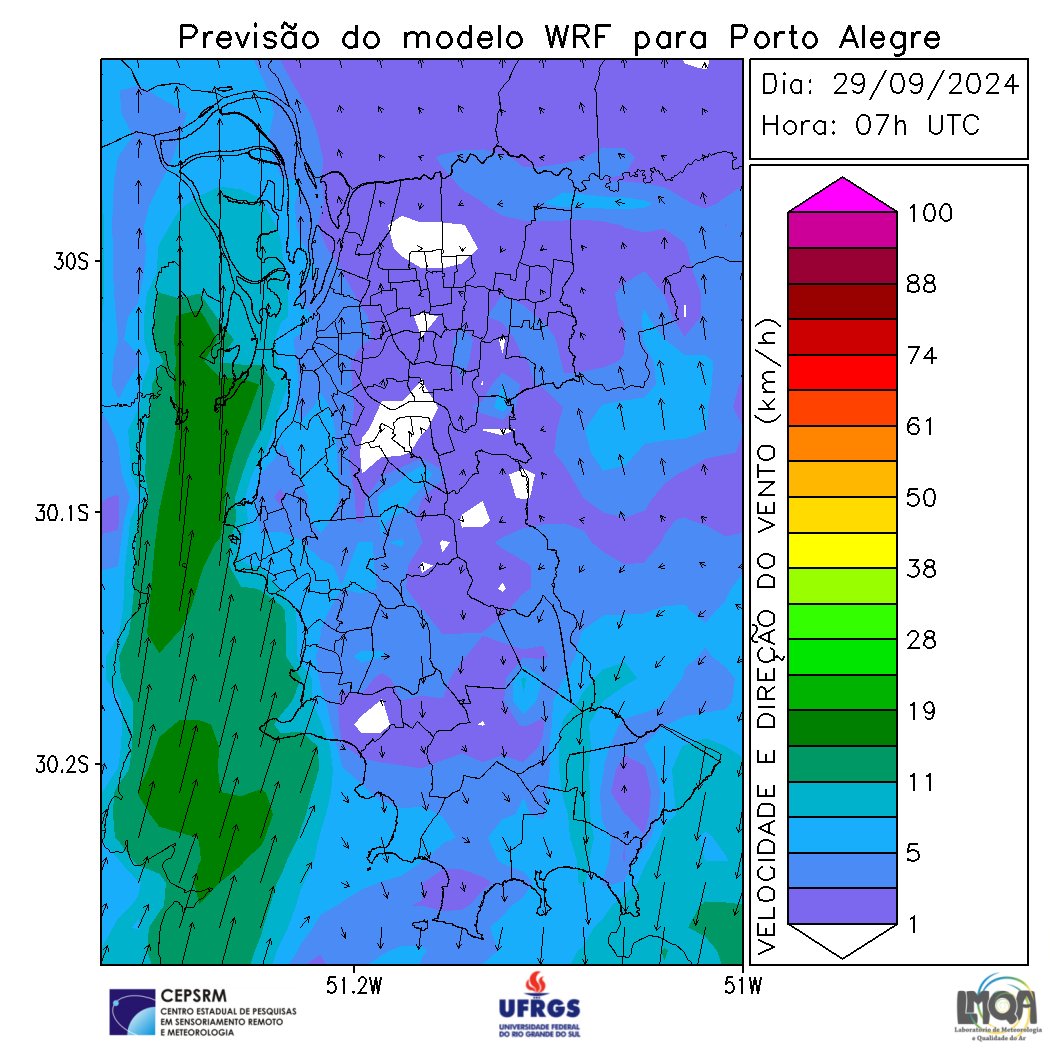 Previsão do modelo WRF para Porto Alegre
Dia: 29/09/2024
Hora: 07h UTC
30S
30.1S
30.2S
51.2W
51W
VELOCIDADE E DIREÇÃO DO VENTO (km/h)
100
88
74
61
50
38
28
19
11
5
1
CEPSRM
CENTRO ESTADUAL DE PESQUISAS
EM SENSORIAMENTO REMOTO
E METEOROLOGIA
UFRGS
UNIVERSIDADE FEDERAL
DO RIO GRANDE DO SUL
LMQA
Laboratório de Meteorologia
e Qualidade do Ar